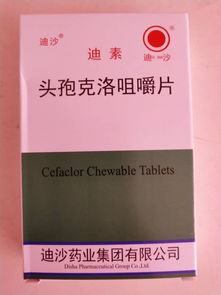 迪沙®
迪素
迪 沙
头孢克洛咀嚼片
Cefaclor Chewable Tablets
迪沙药业集团有限公司
Disha Pharmaceutical Group Co.,Ltd